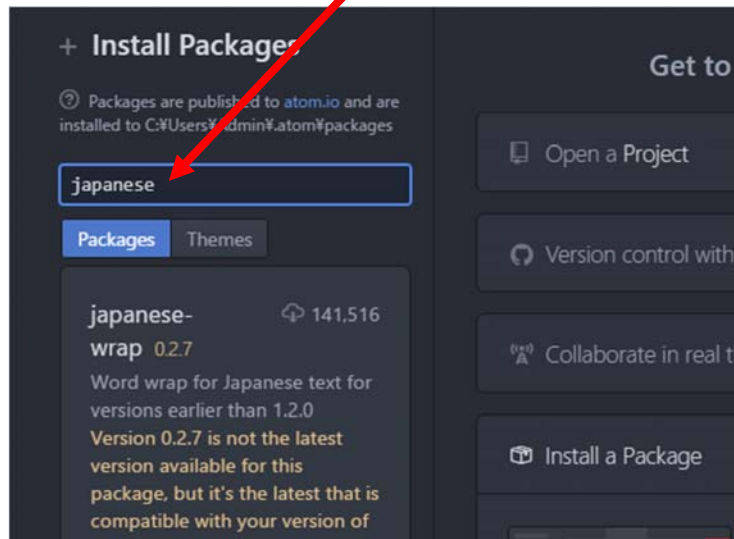 Install Packages
Packages are published to atom.io and are
installed to C:¥Users¥Admin¥.atom¥packages
japanese
Packages Themes
japanese- 141,516
wrap 0.2.7
Word wrap for Japanese text for
versions earlier than 1.2.0
Version 0.2.7 is not the latest
version available for this
package, but it's the latest that is
compatible with your version of
Get to
Open a Project
Version control with
Collaborate in real t
Install a Package